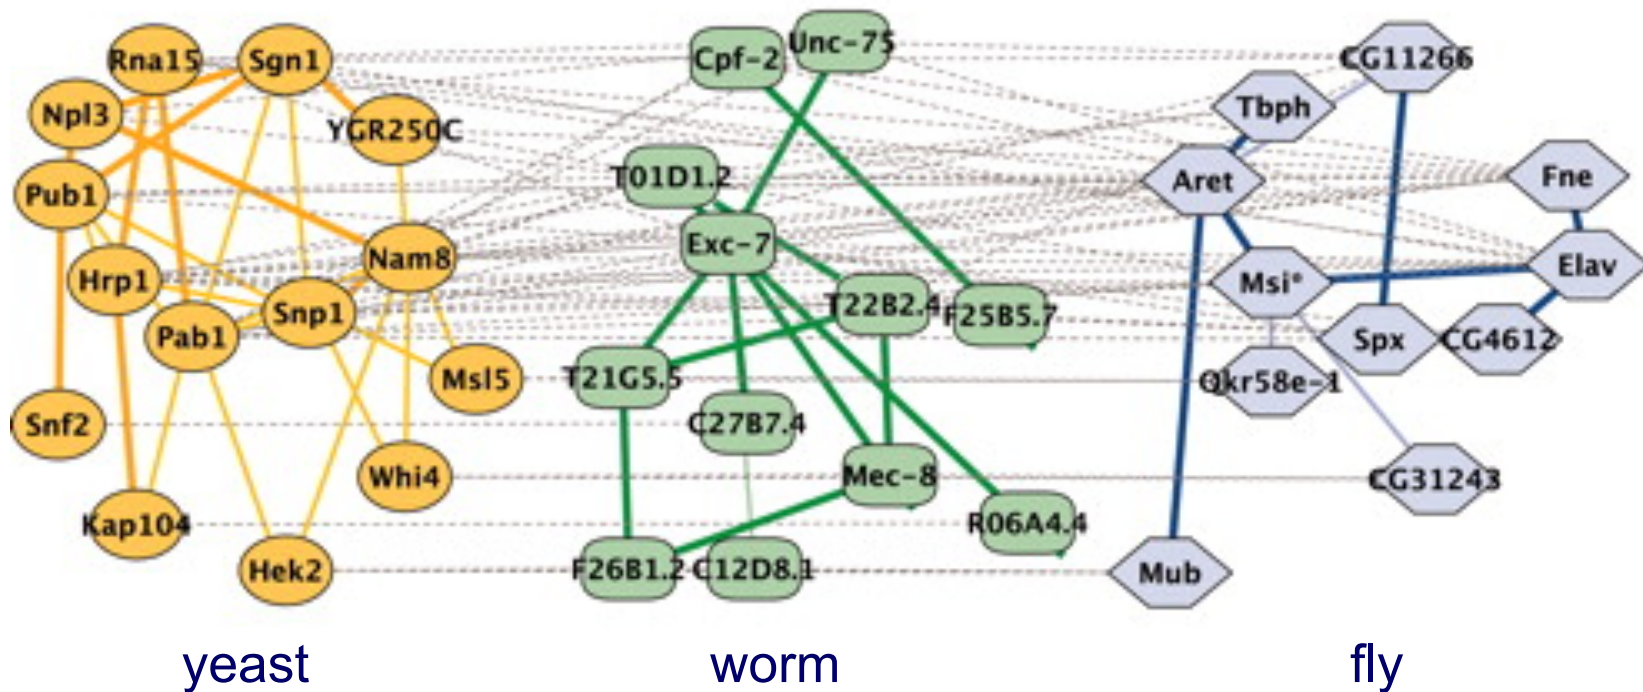 Rna15
Sgn1
Npl3
YGR250C
Pub1
Hrp1
Nam8
Snp1
Pab1
Msl5
Snf2
Whi4
Kap104
Hek2
yeast
Cpf-2
Unc-75
T01D1.2
Exc-7
T22B2.4
F25B5.7
T21G5.5
C27B7.4
Mec-8
R06A4.4
F26B1.2
C12D8.1
worm
CG11266
Tbph
Aret
Fne
Msi*
Elav
Spx
CG4612
Qkr58e-1
CG31243
Mub
fly